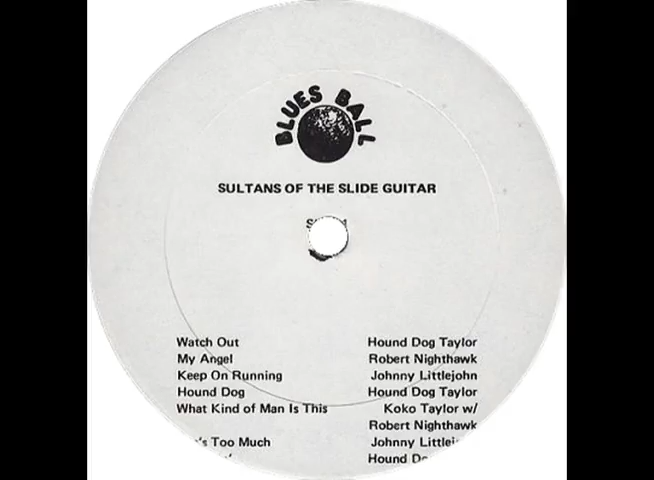 BLUES BALL
SULTANS OF THE SLIDE GUITAR
Watch Out Hound Dog Taylor
My Angel Robert Nighthawk
Keep On Running Johnny Littlejohn
Hound Dog Hound Dog Taylor
What Kind of Man Is This Koko Taylor w/
Robert Nighthawk
Too Much Johnny
Hound